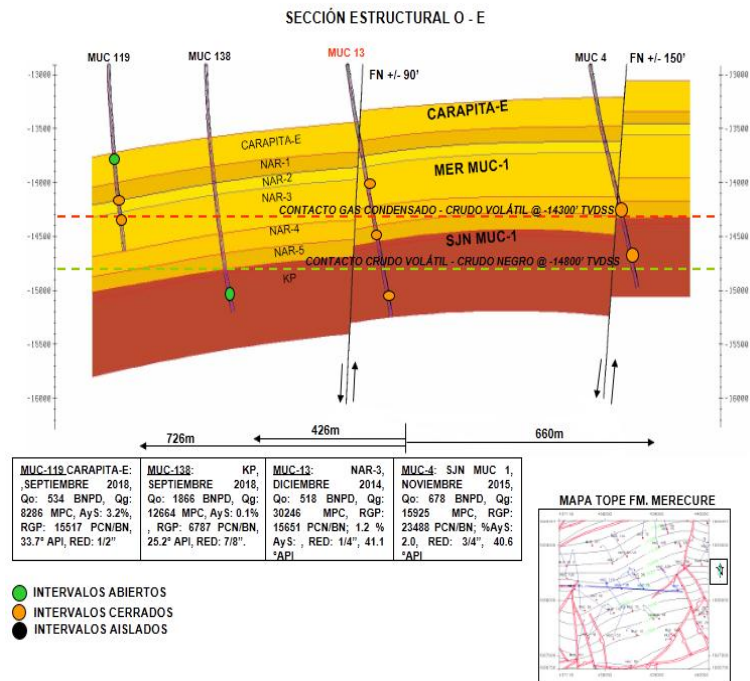 SECCIÓN ESTRUCTURAL O - E
MUC 119
MUC 138
MUC 13
FN +/- 90'
MUC 4
FN +/- 150'
-13000
-13500
-14000
-14500
-15000
-15500
-16000
CARAPITA-E
NAR-1
NAR-2
NAR-3
NAR-4
NAR-5
KP
CARAPITA-E
MER MUC-1
CONTACTO GAS CONDENSADO - CRUDO VOLÁTIL @ -14300' TVDSS
SJN MUC-1
CONTACTO CRUDO VOLÁTIL - CRUDO NEGRO @ -14800' TVDSS
726m
426m
660m
MUC-119 CARAPITA-E:
,SEPTIEMBRE 2018,
Qo: 534 BNPD, Qg:
8286 MPC, AyS: 3.2%,
RGP: 15517 PCN/BN,
33.7° API, RED: 1/2”
MUC-138: KP,
SEPTIEMBRE 2018,
Qo: 1866 BNPD, Qg:
12664 MPC, AyS: 0.1%
, RGP: 6787 PCN/BN,
25.2° API, RED: 7/8”.
MUC-13: NAR-3,
DICIEMBRE 2014,
Qo: 518 BNPD, Qg:
30246 MPC, RGP:
15651 PCN/BN; 1.2 %
AyS: , RED: 1/4”, 41.1
°API
MUC-4: SJN MUC 1,
NOVIEMBRE 2015,
Qo: 678 BNPD, Qg:
15925 MPC, RGP:
23488 PCN/BN; %AyS:
2.0, RED: 3/4”, 40.6
°API
INTERVALOS ABIERTOS
INTERVALOS CERRADOS
INTERVALOS AISLADOS
MAPA TOPE FM. MERECURE